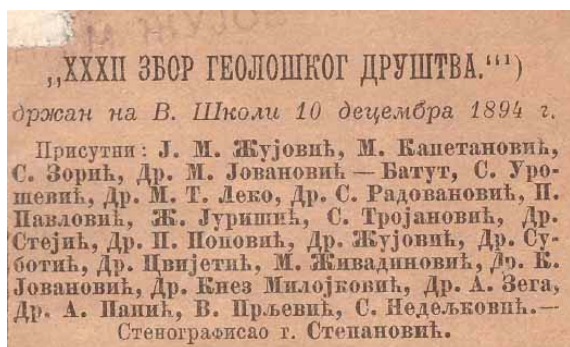 „XXXII ЗБОР ГЕОЛОШКОГ ДРУШТВА.“¹)
држан на В. Школи 10 децембра 1894 г.
Присутни: Ј. М. Жујовић, М. Капетановић,
С. Зорић, Др. М. Јовановић — Батут, С. Уро-
шевић, Др. М. Т. Леко, Др. С. Радовановић, П.
Павловић, Ж. Јуришић, С. Тројановић, Др.
Стејић, Др. П. Поповић, Др. Жујовић, Др. Су-
ботић, Др. Цвијетић, М. Живадиновић, Др. К.
Јовановић, Др. Кнез Милојковић, Др. А. Зега,
Др. А. Папић, В. Прљевић, С. Недељковић.—
Стенографисао г. Степановић.